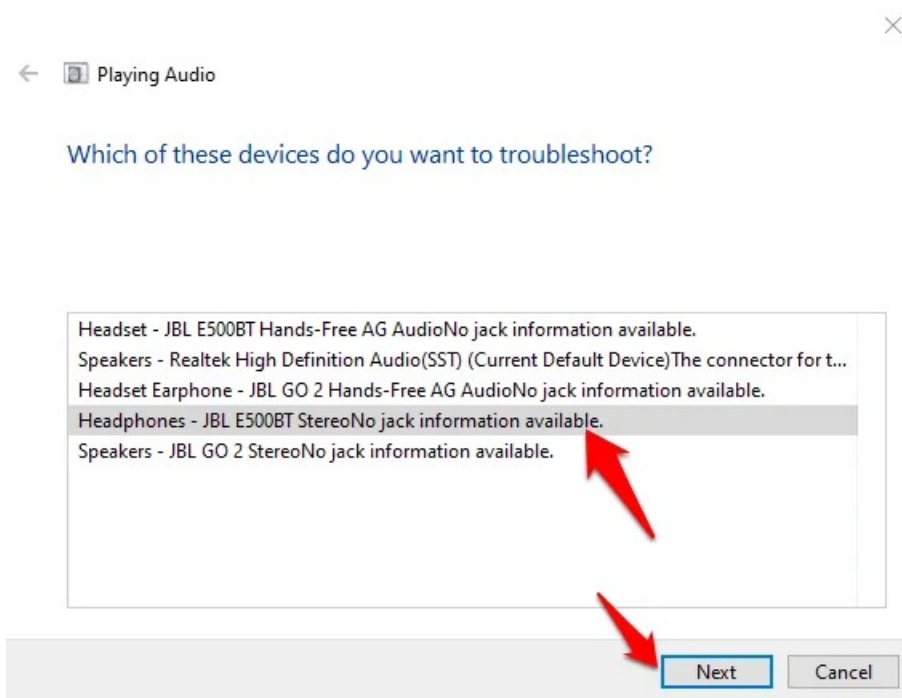 Playing Audio
Which of these devices do you want to troubleshoot?
Headset - JBL E500BT Hands-Free AG AudioNo jack information available.
Speakers - Realtek High Definition Audio(SST) (Current Default Device)The connector for t...
Headset Earphone - JBL GO 2 Hands-Free AG AudioNo jack information available.
Headphones - JBL E500BT StereoNo jack information available.
Speakers - JBL GO 2 StereoNo jack information available.
Next Cancel